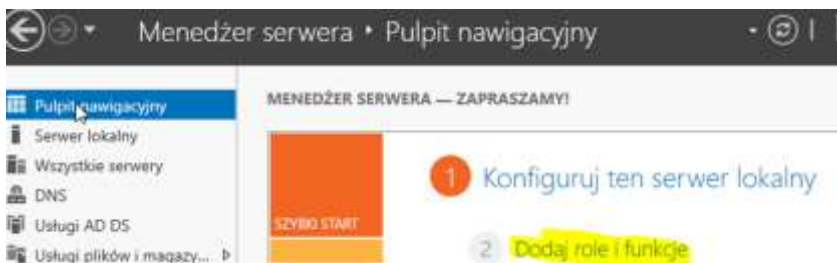 Menedżer serwera ‣ Pulpit nawigacyjny
Pulpit nawigacyjny
Serwer lokalny
Wszystkie serwery
DNS
Usługi AD DS
Usługi plików i magazy...
MENEDŻER SERWERA — ZAPRASZAMY!
SZYBKI START
1 Konfiguruj ten serwer lokalny
2 Dodaj role i funkcje